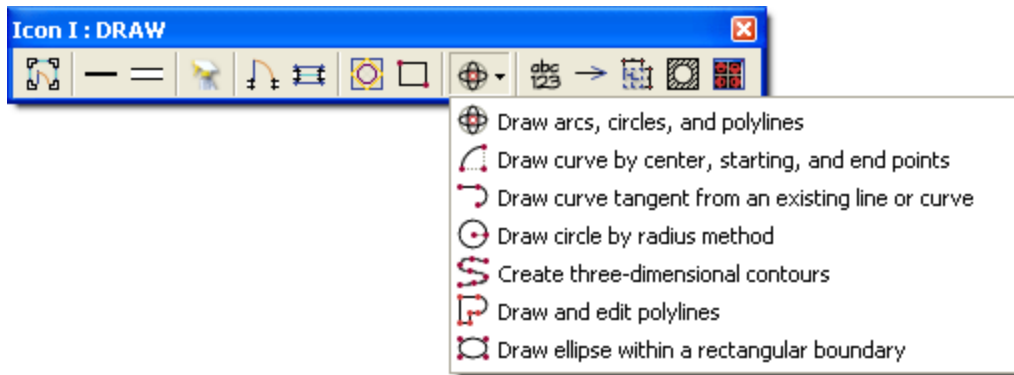 Icon I : DRAW
abc
123
Draw arcs, circles, and polylines
Draw curve by center, starting, and end points
Draw curve tangent from an existing line or curve
Draw circle by radius method
Create three-dimensional contours
Draw and edit polylines
Draw ellipse within a rectangular boundary